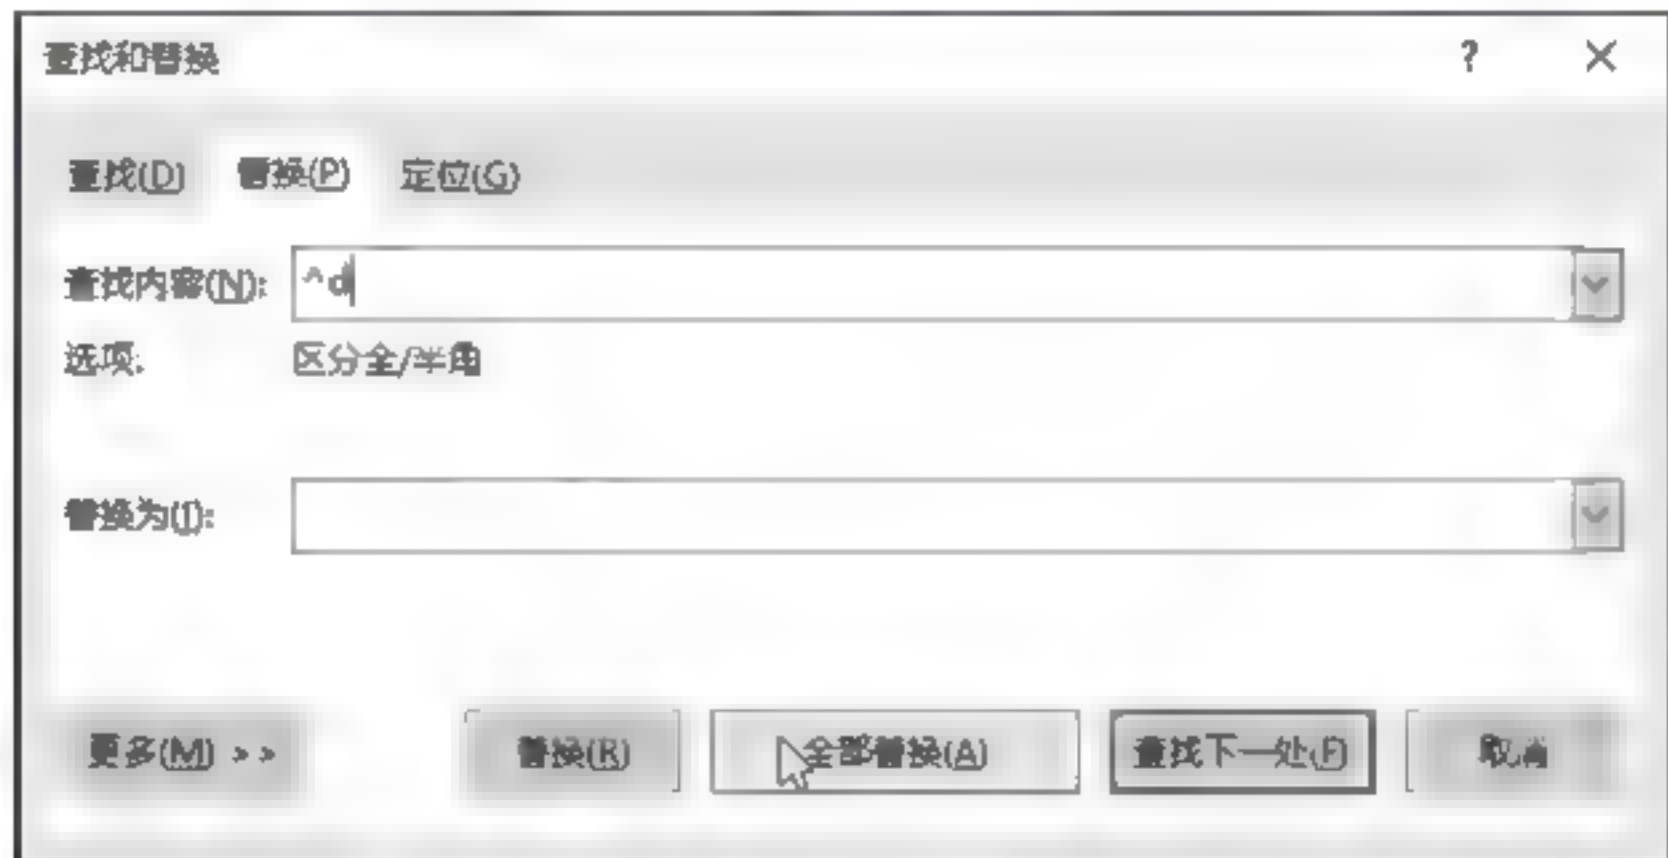 查找和替换 ?
查找(D) 替换(P) 定位(G)
查找内容(N): ^d
选项: 区分全/半角
替换为(I):
更多(M) >> 替换(R) 全部替换(A) 查找下一处(F) 取消